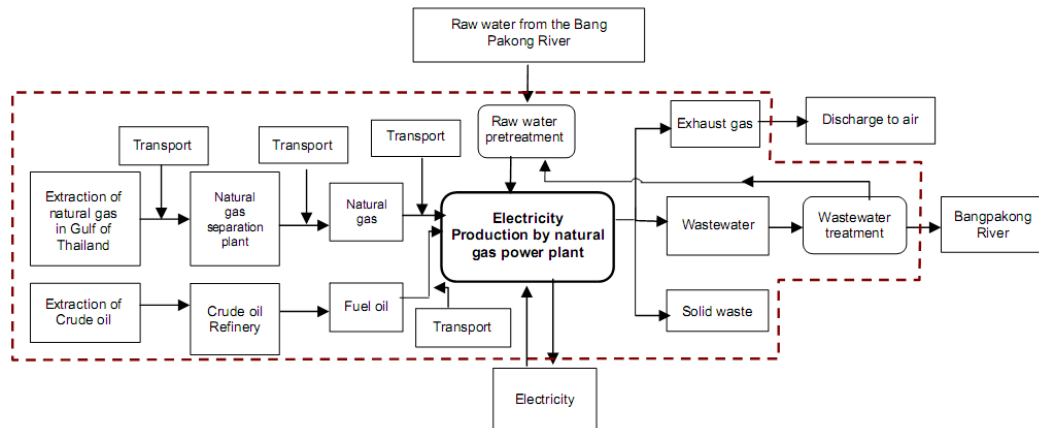 Raw water from the Bang
Pakong River
Transport
Transport
Transport
Raw water
pretreatment
Exhaust gas
Discharge to air
Extraction of
natural gas
in Gulf of
Thailand
Natural
gas
separation
plant
Natural
gas
Electricity
Production by natural
gas power plant
Wastewater
Wastewater
treatment
Bangpakong
River
Extraction of
Crude oil
Crude oil
Refinery
Fuel oil
Transport
Solid waste
Electricity